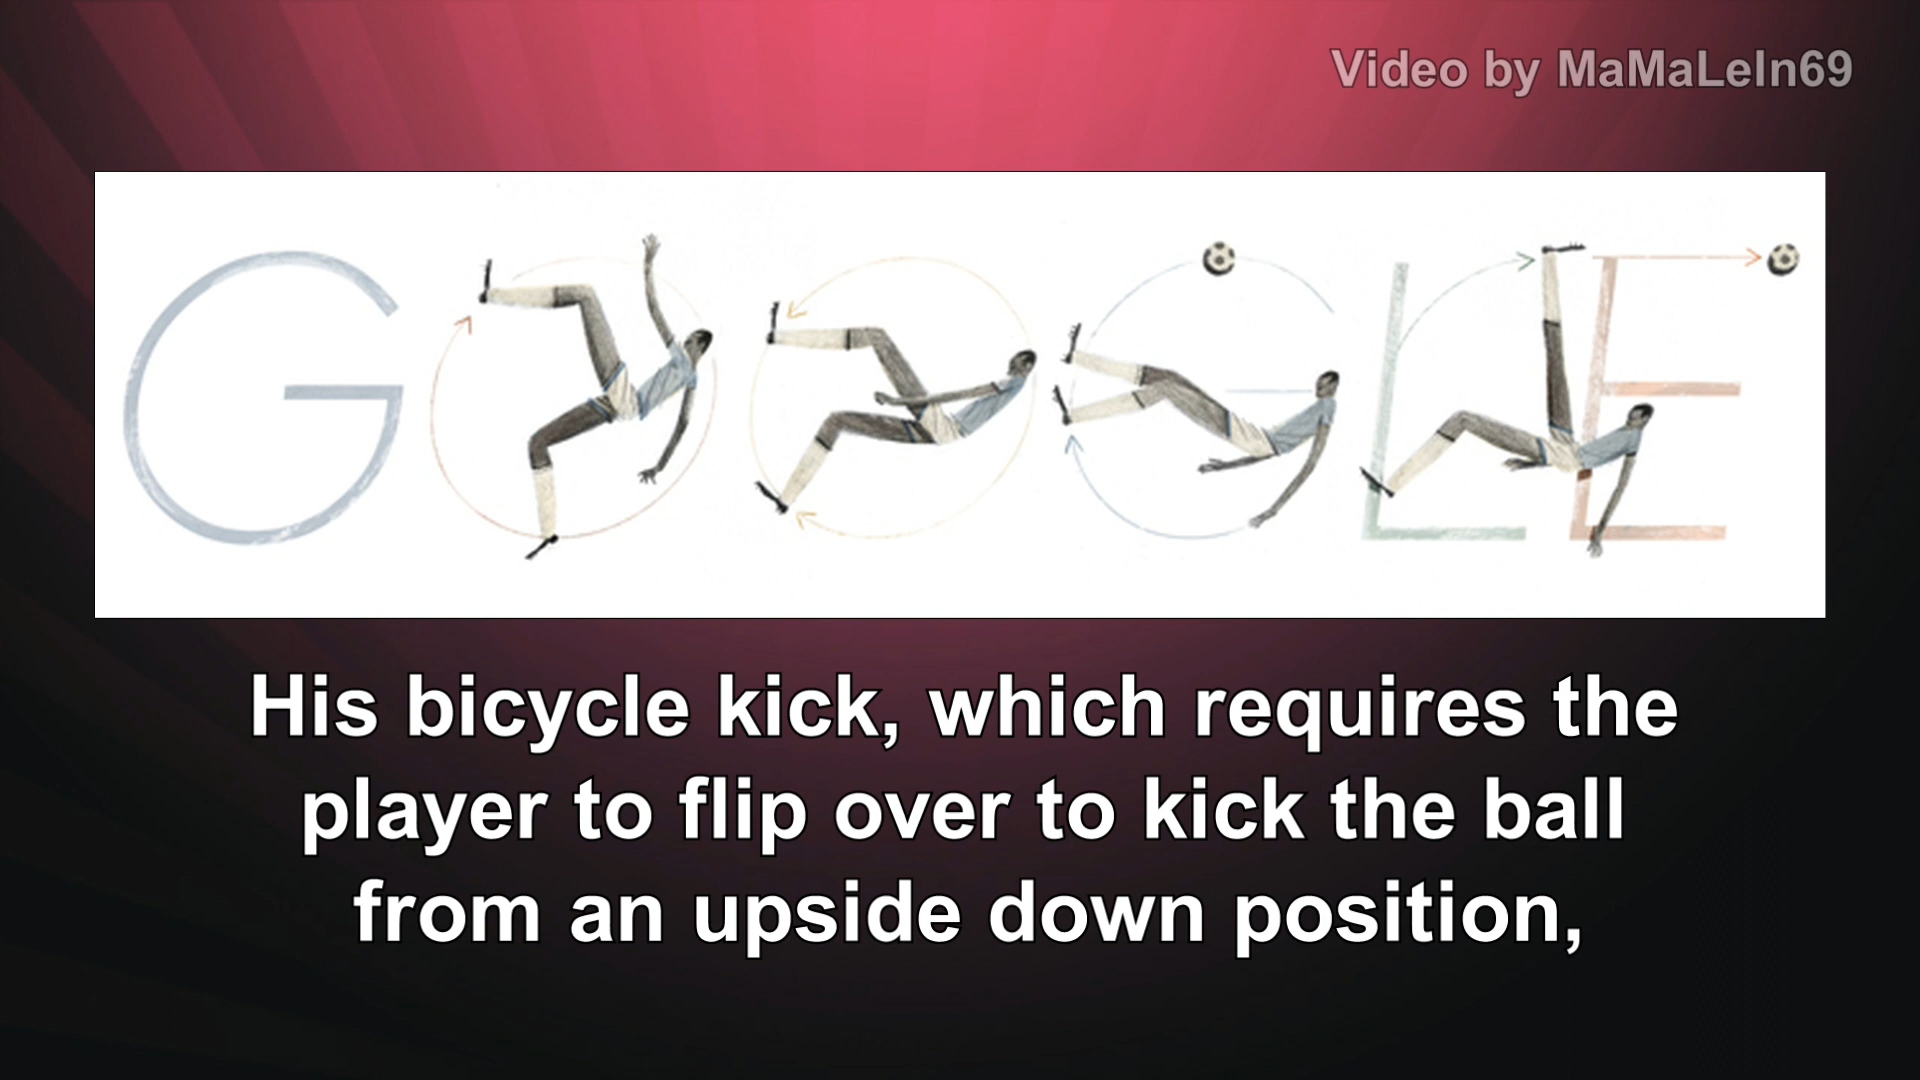 Video by MaMaLeIn69
GOOGLE
His bicycle kick, which requires the
player to flip over to kick the ball
from an upside down position,